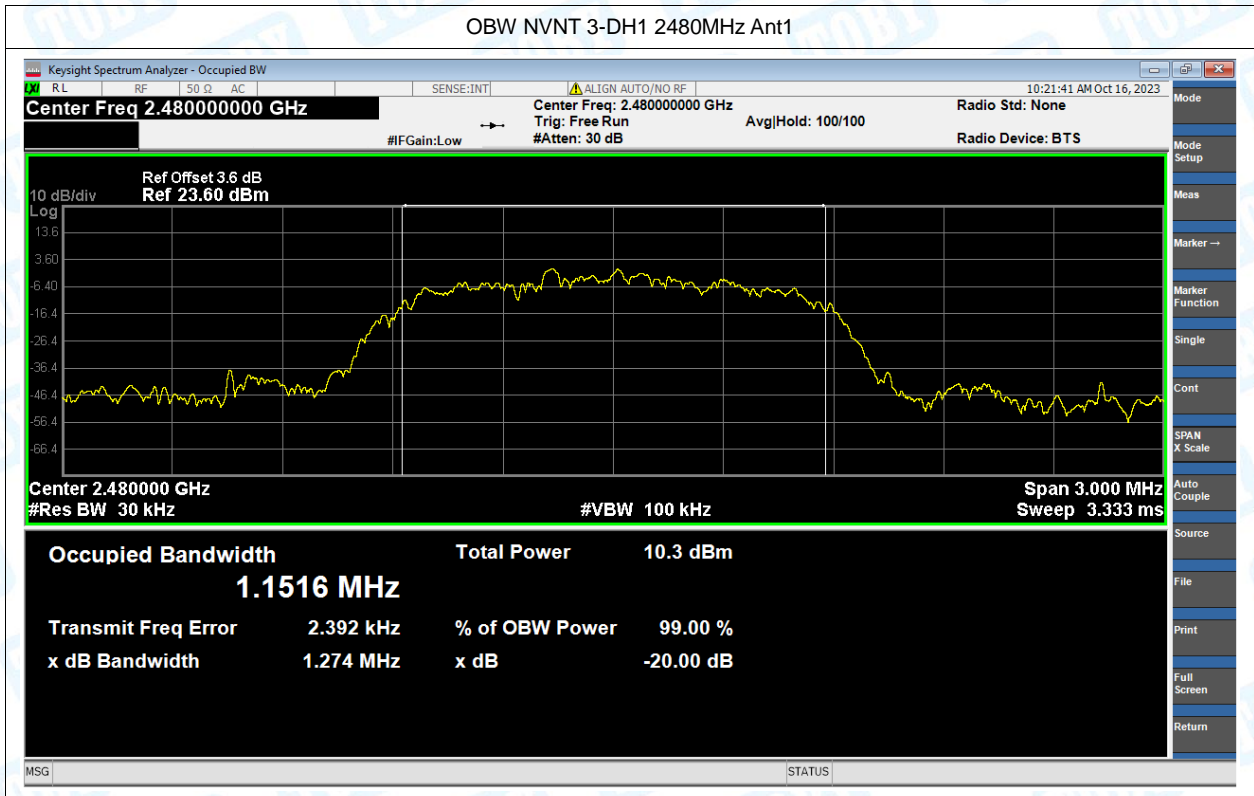 OBW NVNT 3-DH1 2480MHz Ant1
Keysight Spectrum Analyzer - Occupied BW
LXI RL RF 50 Ω AC SENSE:INT ALIGN AUTO/NO RF 10:21:41 AM Oct 16, 2023
Center Freq 2.480000000 GHz
Center Freq: 2.480000000 GHz Radio Std: None
Trig: Free Run Avg|Hold: 100/100
#IFGain:Low #Atten: 30 dB Radio Device: BTS
Ref Offset 3.6 dB
10 dB/div Ref 23.60 dBm
Log
13.6
3.60
-6.40
-16.4
-26.4
-36.4
-46.4
-56.4
-66.4
Center 2.480000 GHz Span 3.000 MHz
#Res BW 30 kHz #VBW 100 kHz Sweep 3.333 ms
Occupied Bandwidth Total Power 10.3 dBm
1.1516 MHz
Transmit Freq Error 2.392 kHz % of OBW Power 99.00 %
x dB Bandwidth 1.274 MHz x dB -20.00 dB
MSG STATUS
Mode
Mode
Setup
Meas
Marker→
Marker
Function
Single
Cont
SPAN
X Scale
Auto
Couple
Source
File
Print
Full
Screen
Return
TOBY